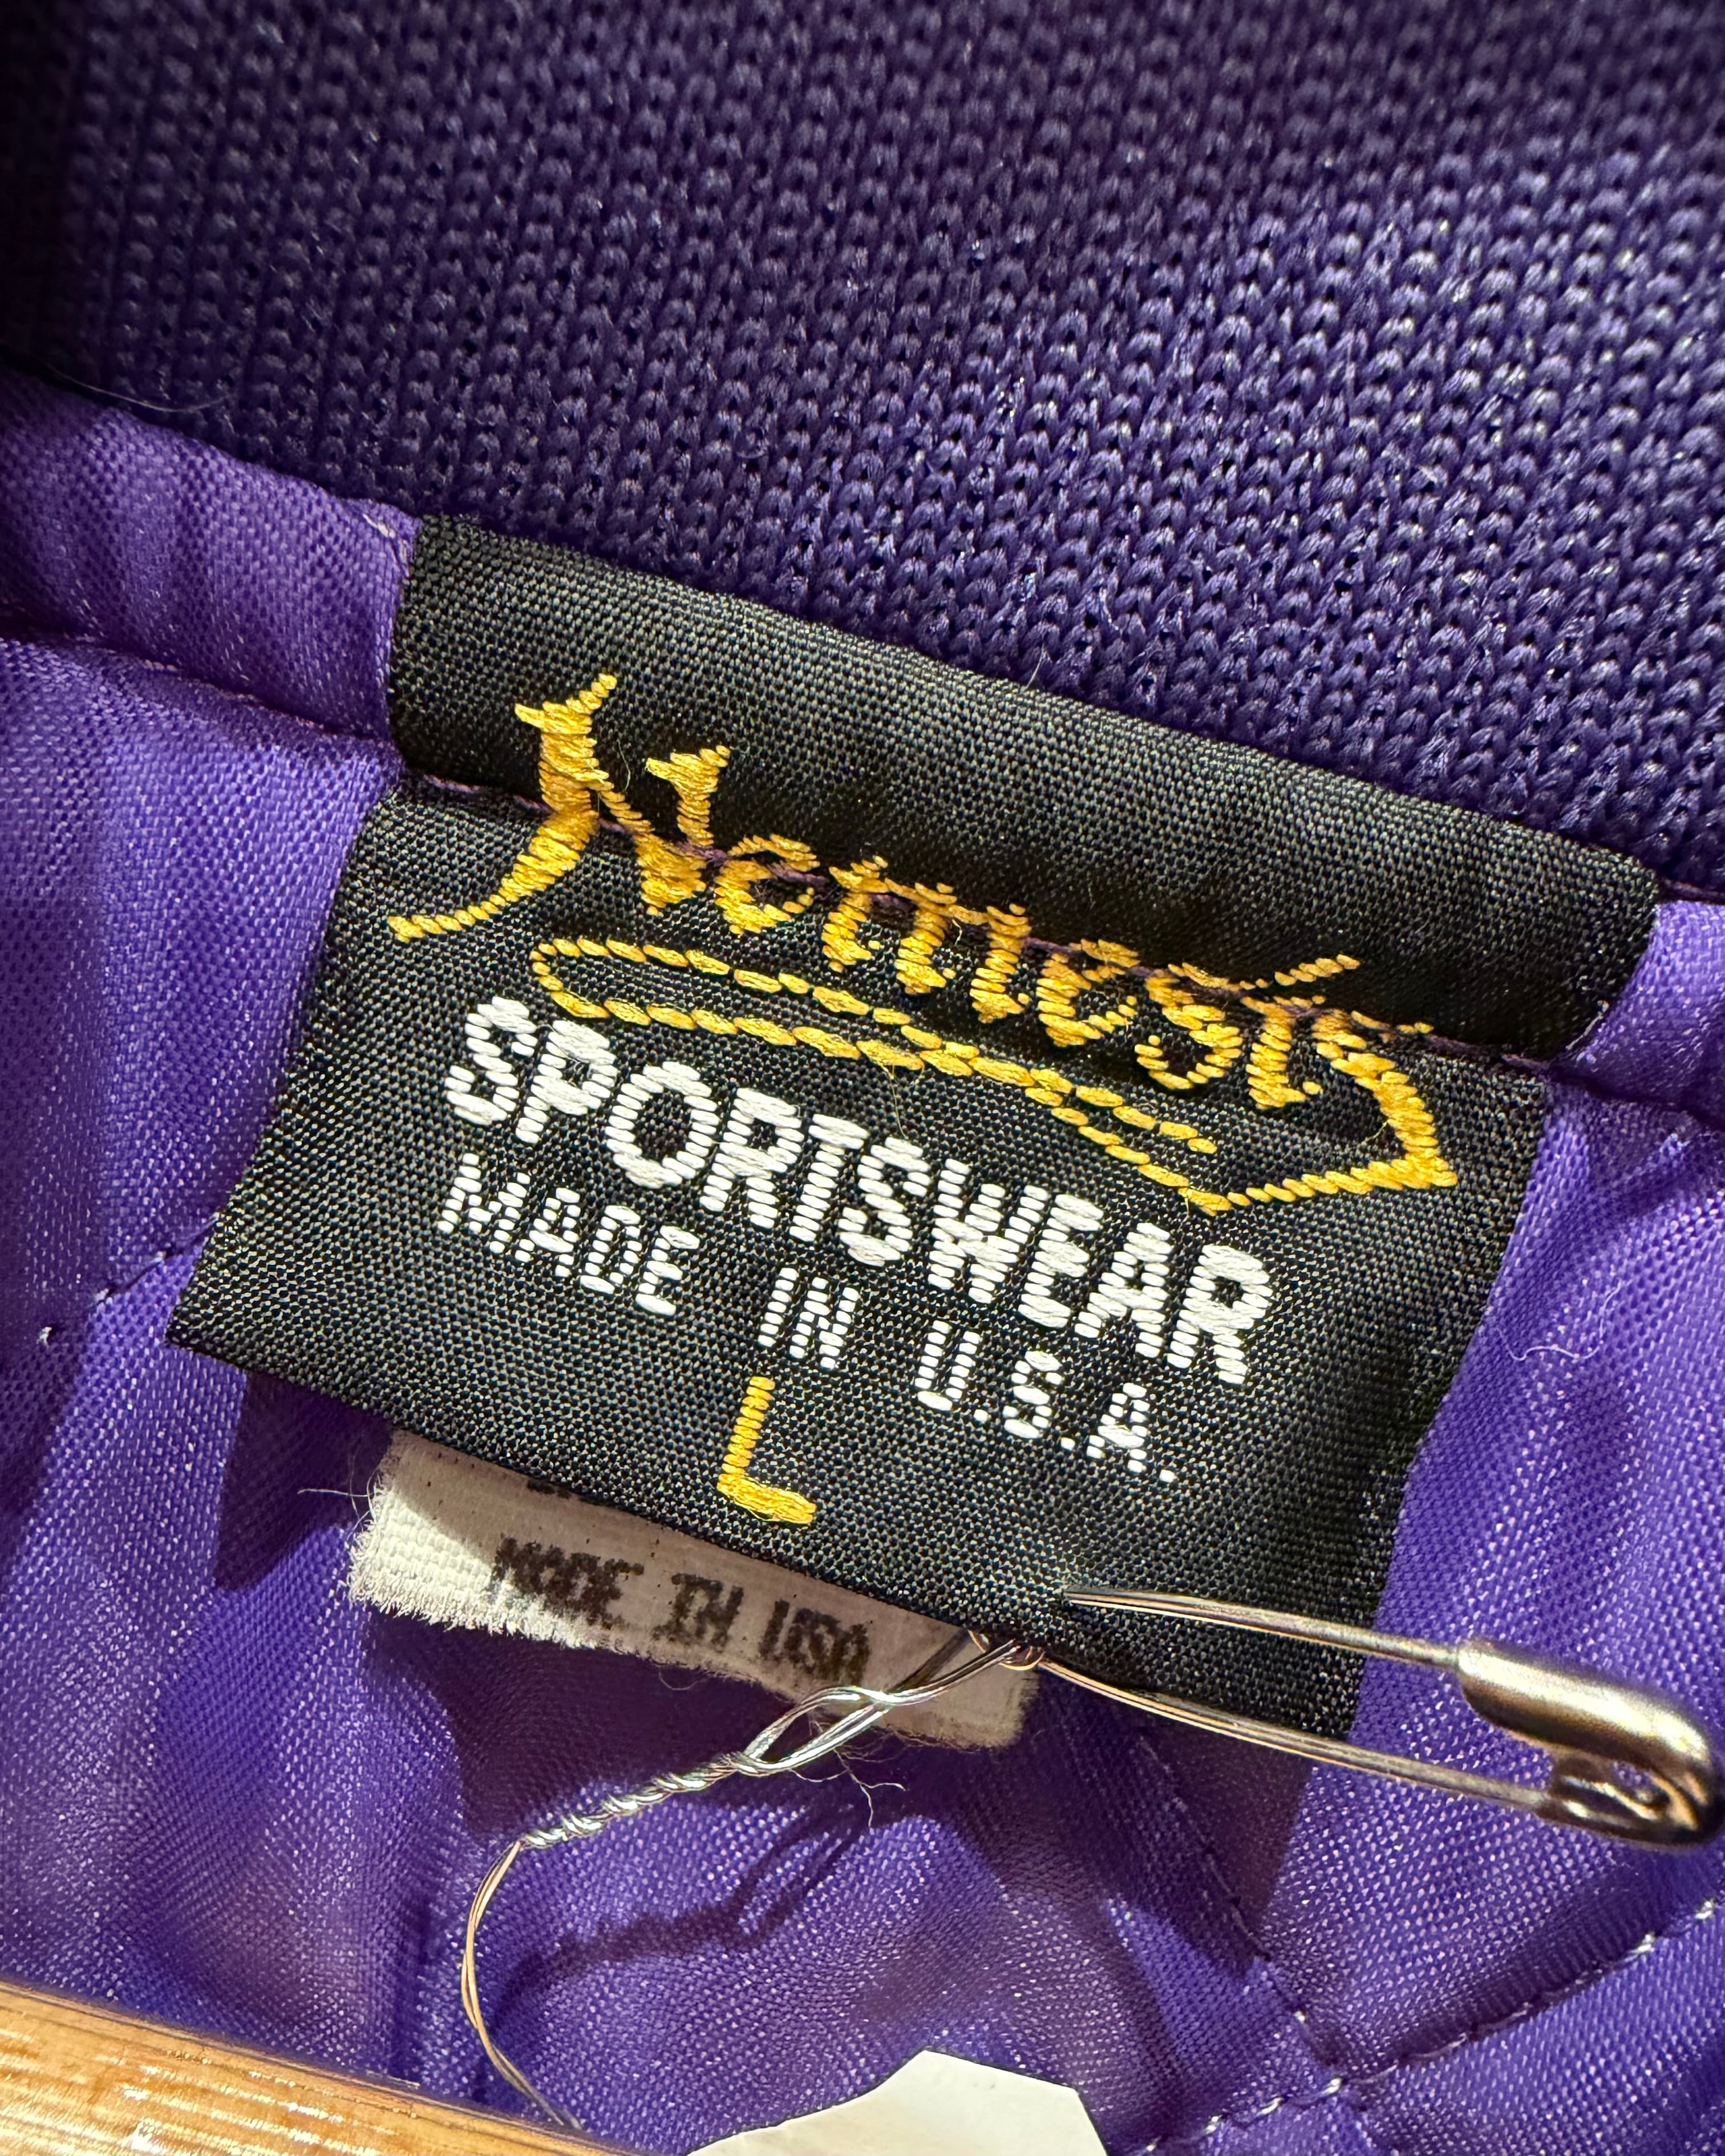 Nemesis
SPORTSWEAR
MADE IN U.S.A.
L
MADE IN USA